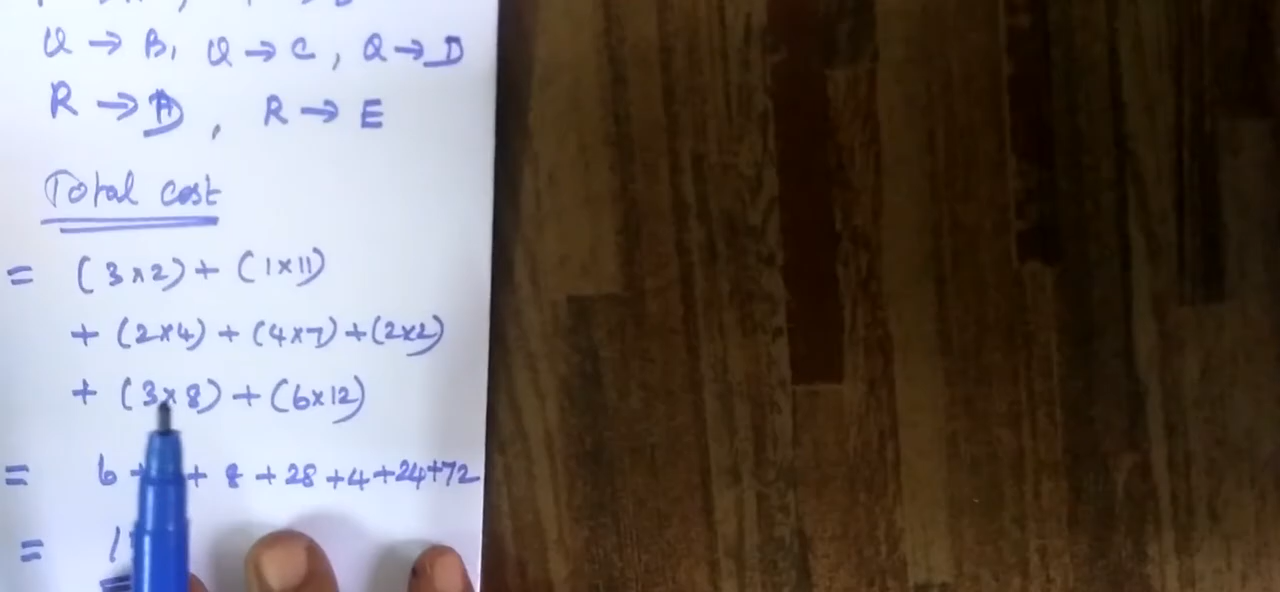 Q → B, Q → C, Q → D
R → D, R → E
Total cost
= (3×2) + (1×11)
+ (2×4) + (4×7) + (2×2)
+ (3×8) + (6×12)
= 6 + + 8 + 28 + 4 + 24 + 72
=